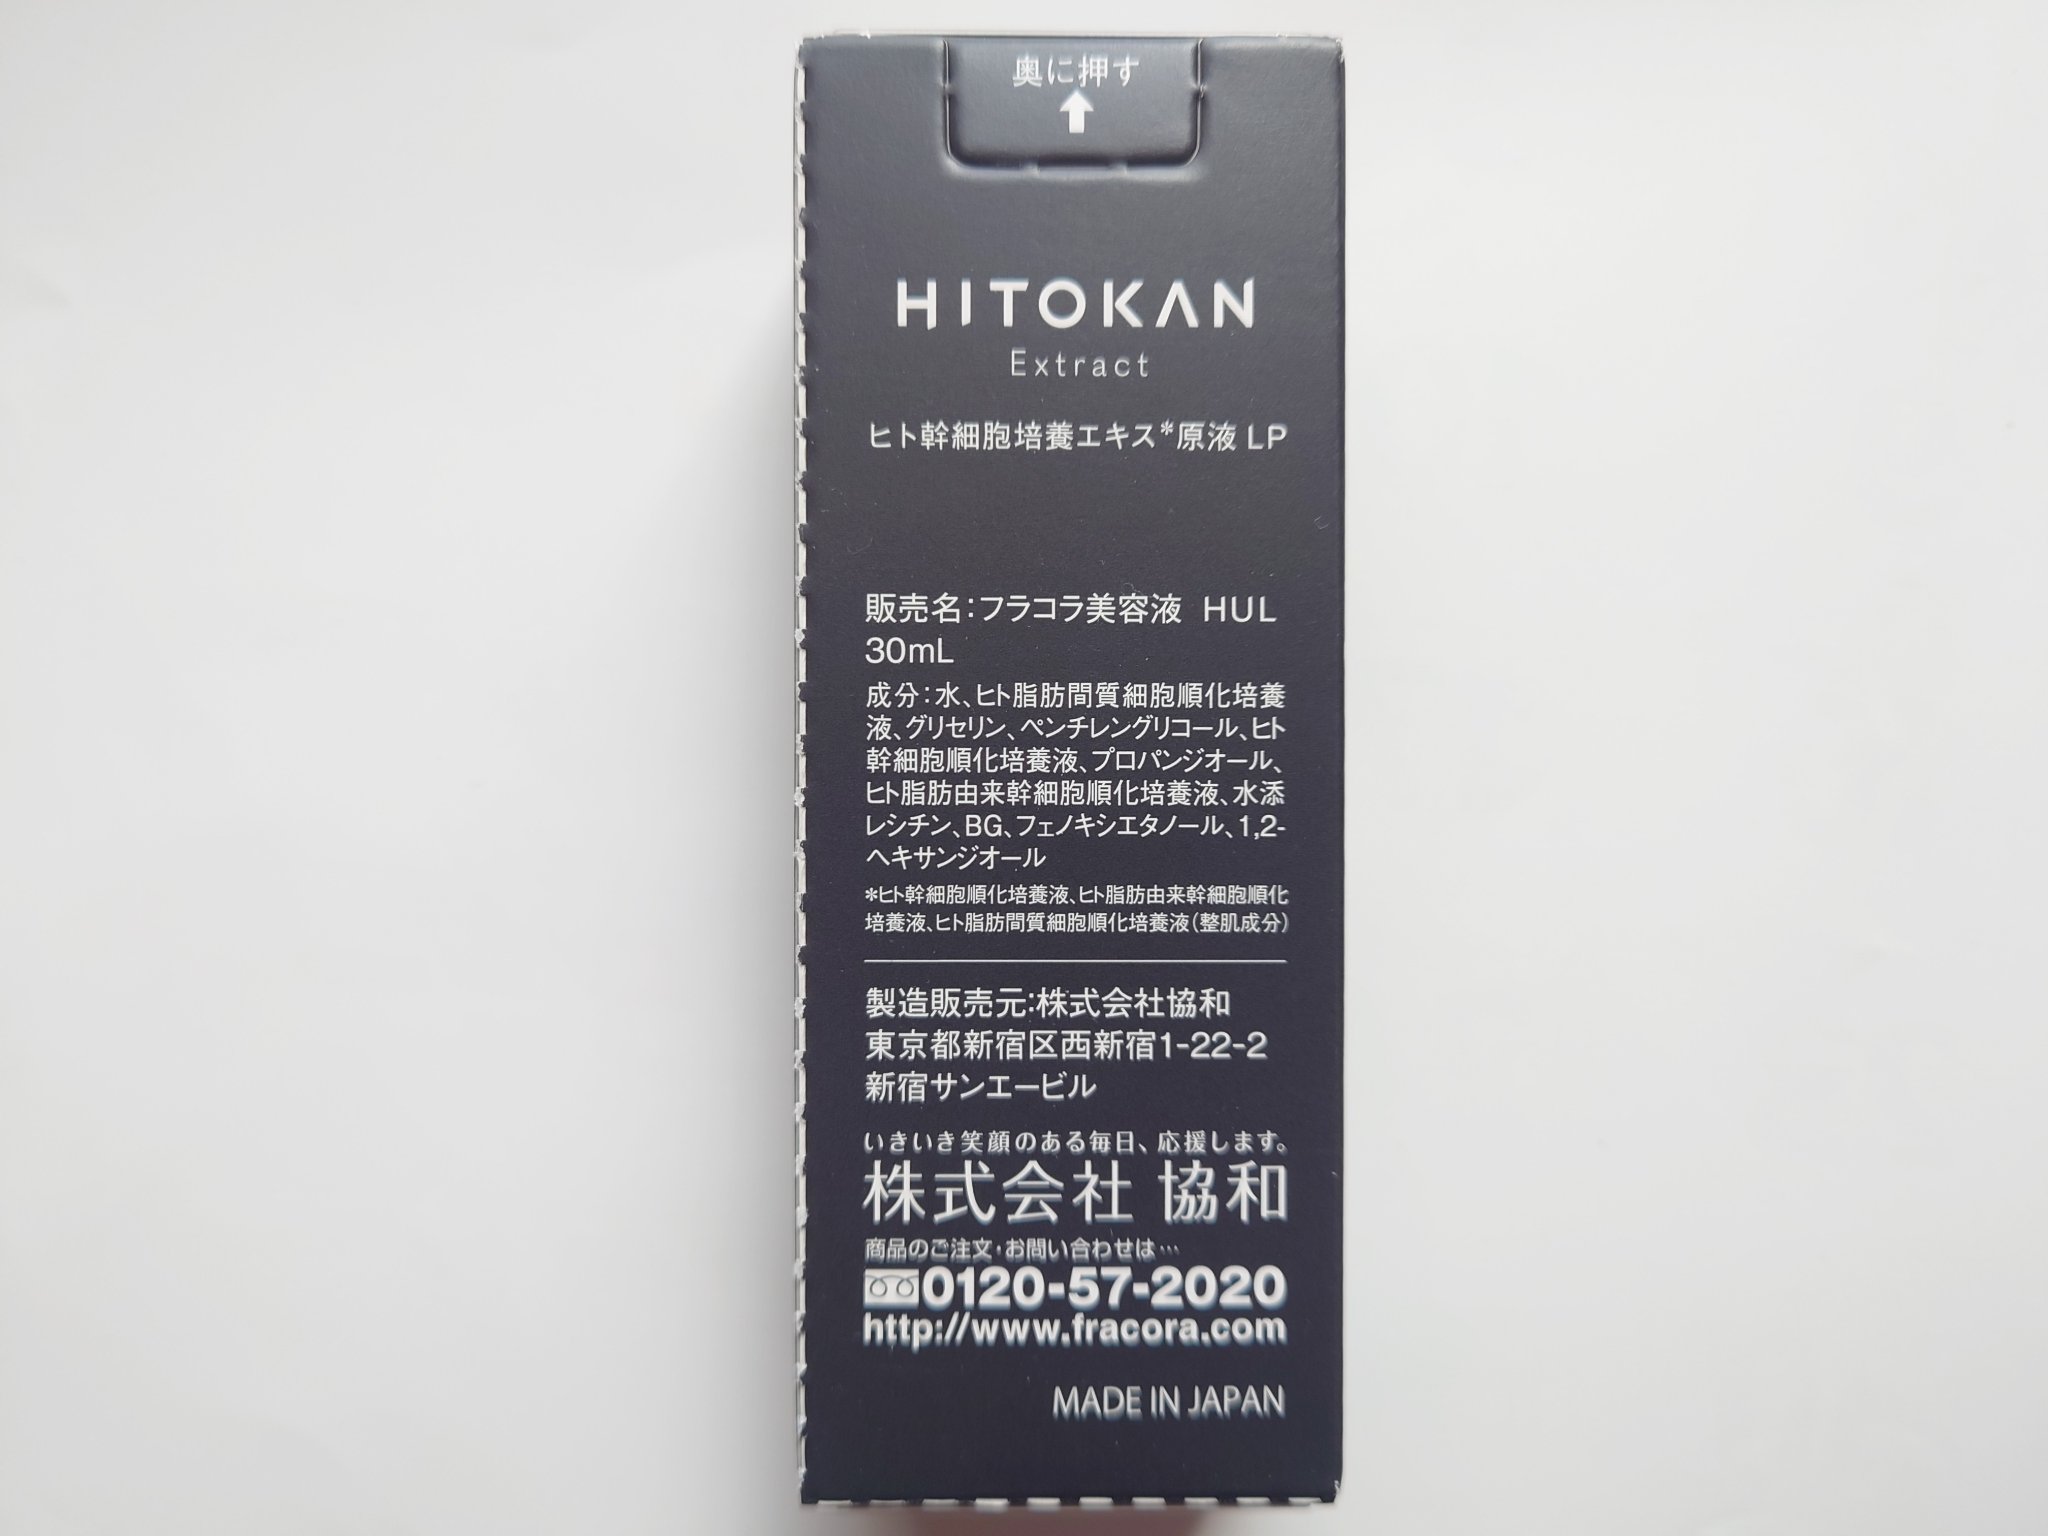 奥に押す
HITOKAN
Extract
ヒト幹細胞培養エキス*原液 LP
販売名:フラコラ美容液 HUL
30mL
成分:水、ヒト脂肪間質細胞順化培養
液、グリセリン、ペンチレングリコール、ヒト
幹細胞順化培養液、プロパンジオール、
ヒト脂肪由来幹細胞順化培養液、水添
レシチン、BG、フェノキシエタノール、1,2-
ヘキサンジオール
*ヒト幹細胞順化培養液、ヒト脂肪由来幹細胞順化
培養液、ヒト脂肪間質細胞順化培養液(整肌成分)
製造販売元:株式会社協和
東京都新宿区西新宿1-22-2
新宿サンエービル
いきいき笑顔のある毎日、応援します。
株式会社 協和
商品のご注文・お問い合わせは…
0120-57-2020
http://www.fracora.com
MADE IN JAPAN